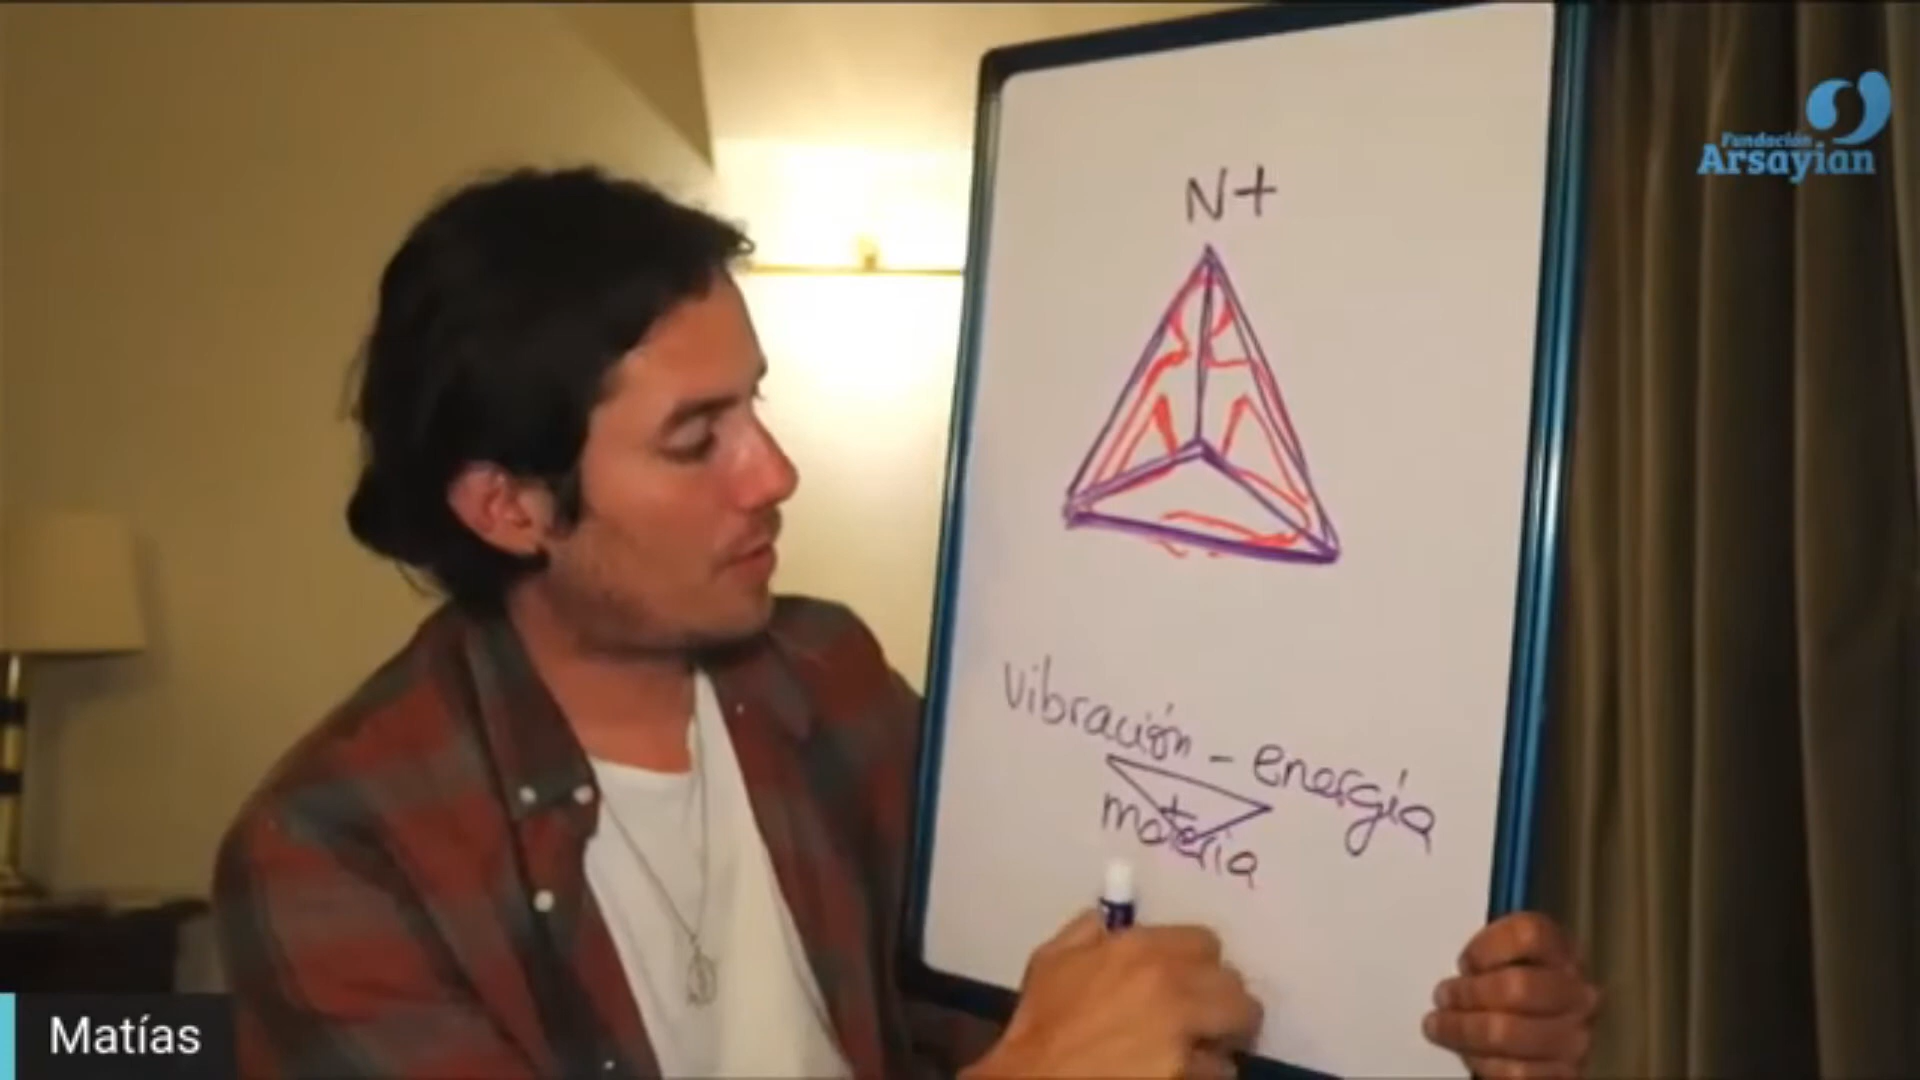 Fundación
Arsayian
N+
vibración - energía
materia
Matías